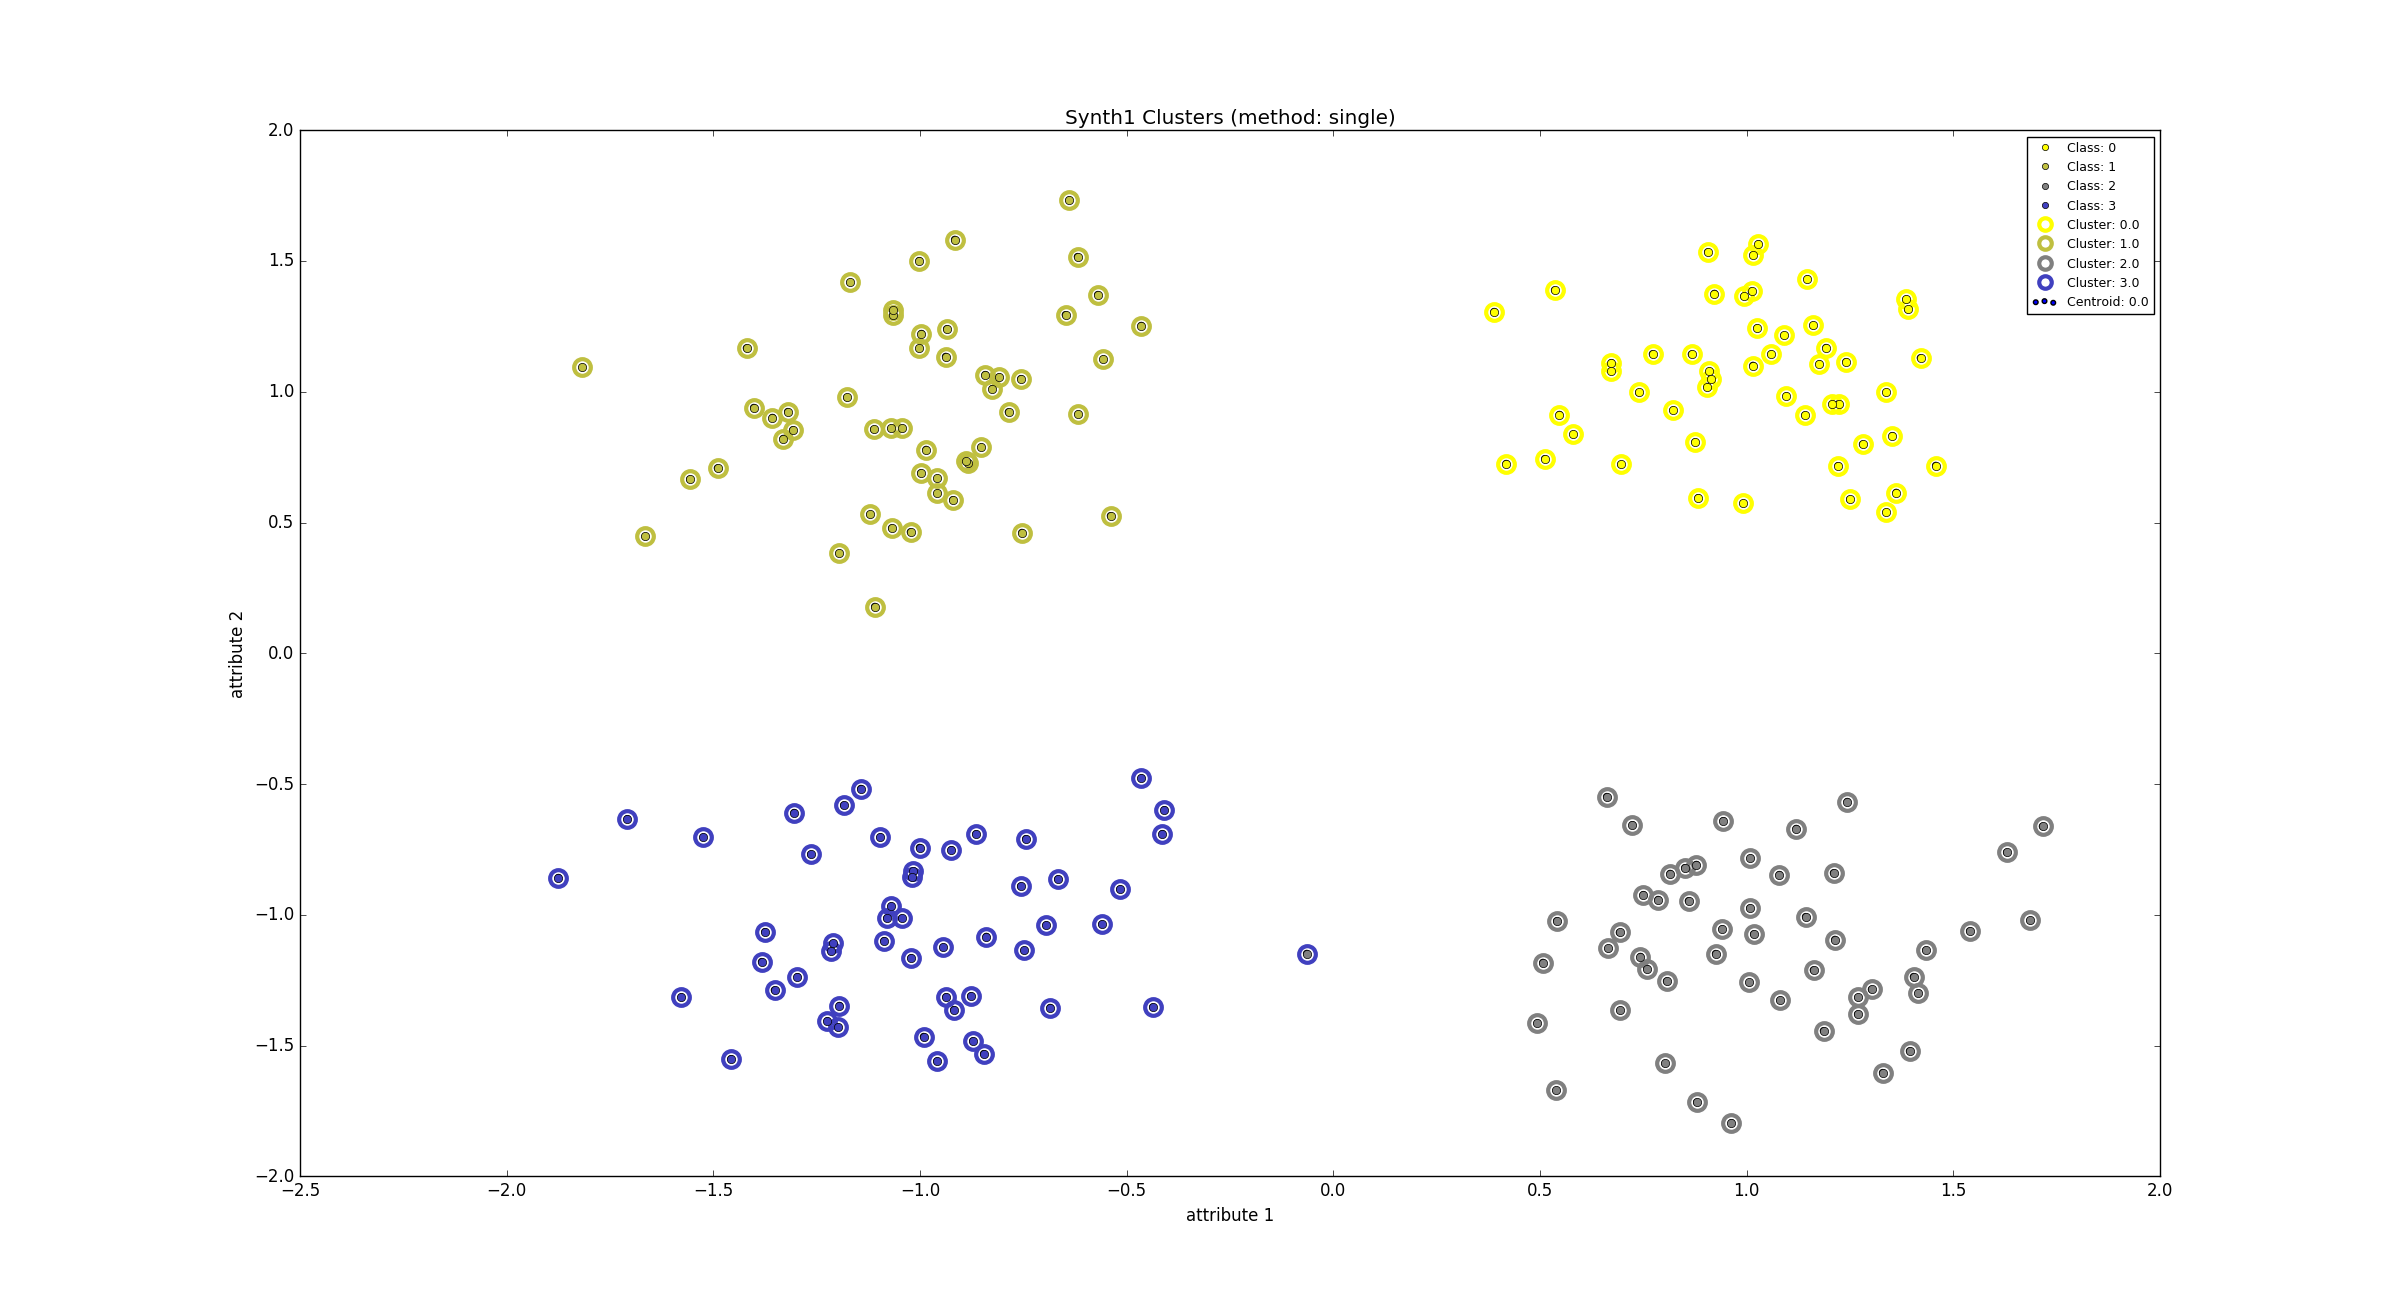 Synth1 Clusters (method: single)
2.0
1.5
1.0
0.5
0.0
−0.5
−1.0
−1.5
−2.0
attribute 2
Class: 0
Class: 1
Class: 2
Class: 3
Cluster: 0.0
Cluster: 1.0
Cluster: 2.0
Cluster: 3.0
Centroid: 0.0
−2.5 −2.0 −1.5 −1.0 −0.5 0.0 0.5 1.0 1.5 2.0
attribute 1